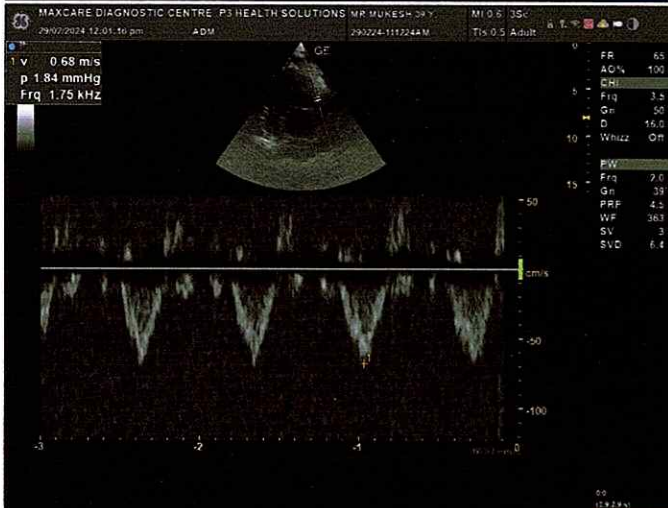 MAXCARE DIAGNOSTIC CENTRE P3 HEALTH SOLUTIONS
MR MUKESH 39 Y
MI 0.6
3Sc
29/02/2024 12:01:16 pm
ADM
290224-111224AM
TIs 0.5
Adult
1 v 0.68 m/s
p 1.84 mmHg
Frq 1.75 kHz
GE
0
5
10
15
FR 65
AO% 100
CHI
Frq 3.5
Gn 50
D 16.0
Whizz Off
PW
Frq 2.0
Gn 39
PRF 4.5
WF 363
SV 3
SVD 6.4
50
cm/s
-50
-100
-3
-2
-1
0